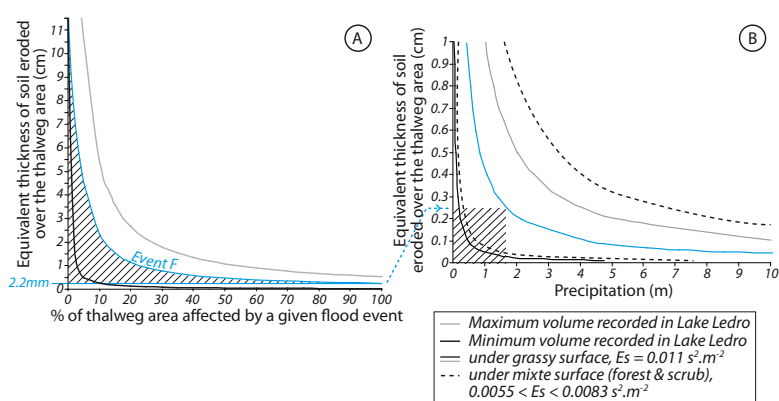 A
Equivalent thickness of soil eroded
over the thalweg area (cm)
11
10
9
8
7
6
5
4
3
2
1
0
2.2mm
Event F
0 10 20 30 40 50 60 70 80 90 100
% of thalweg area affected by a given flood event
B
Equivalent thickness of soil
eroded over the thalweg area (cm)
1
0.9
0.8
0.7
0.6
0.5
0.4
0.3
0.2
0.1
0
0 1 2 3 4 5 6 7 8 9 10
Precipitation (m)
Maximum volume recorded in Lake Ledro
Minimum volume recorded in Lake Ledro
under grassy surface, Es = 0.011 s².m⁻²
under mixte surface (forest & scrub),
0.0055 < Es < 0.0083 s².m⁻²